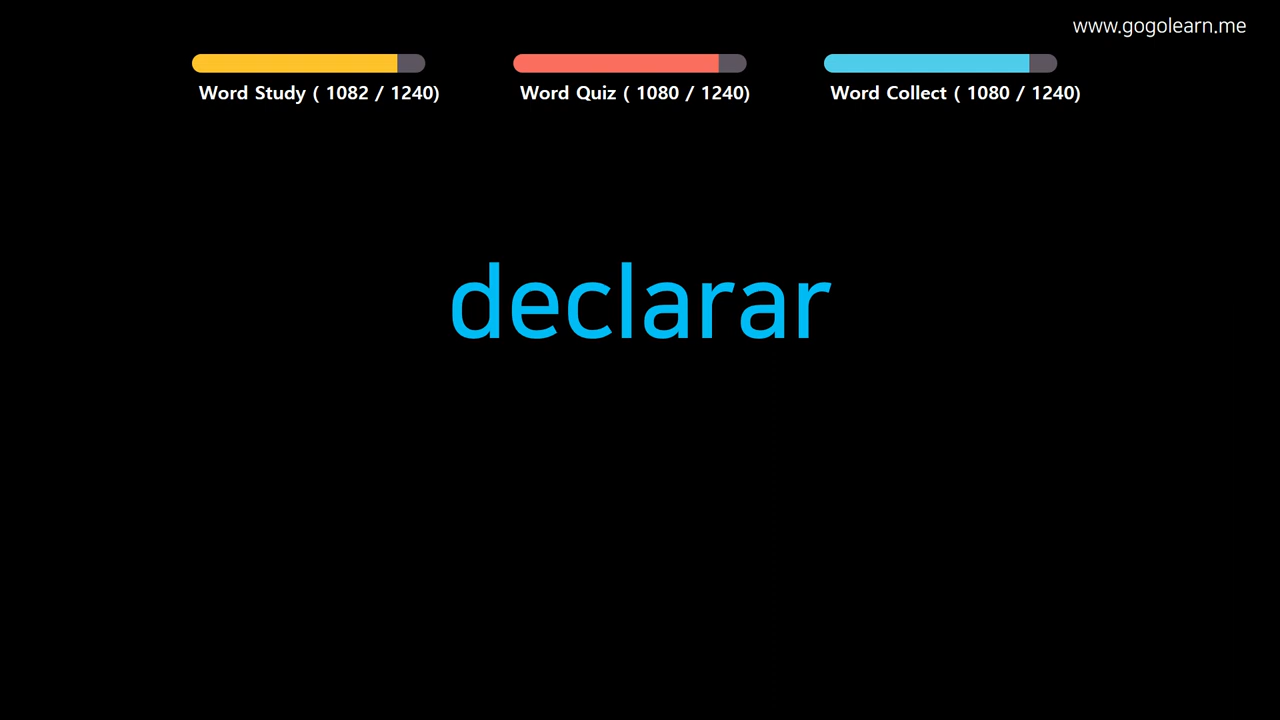 www.gogolearn.me
Word Study ( 1082 / 1240)
Word Quiz ( 1080 / 1240)
Word Collect ( 1080 / 1240)
declarar